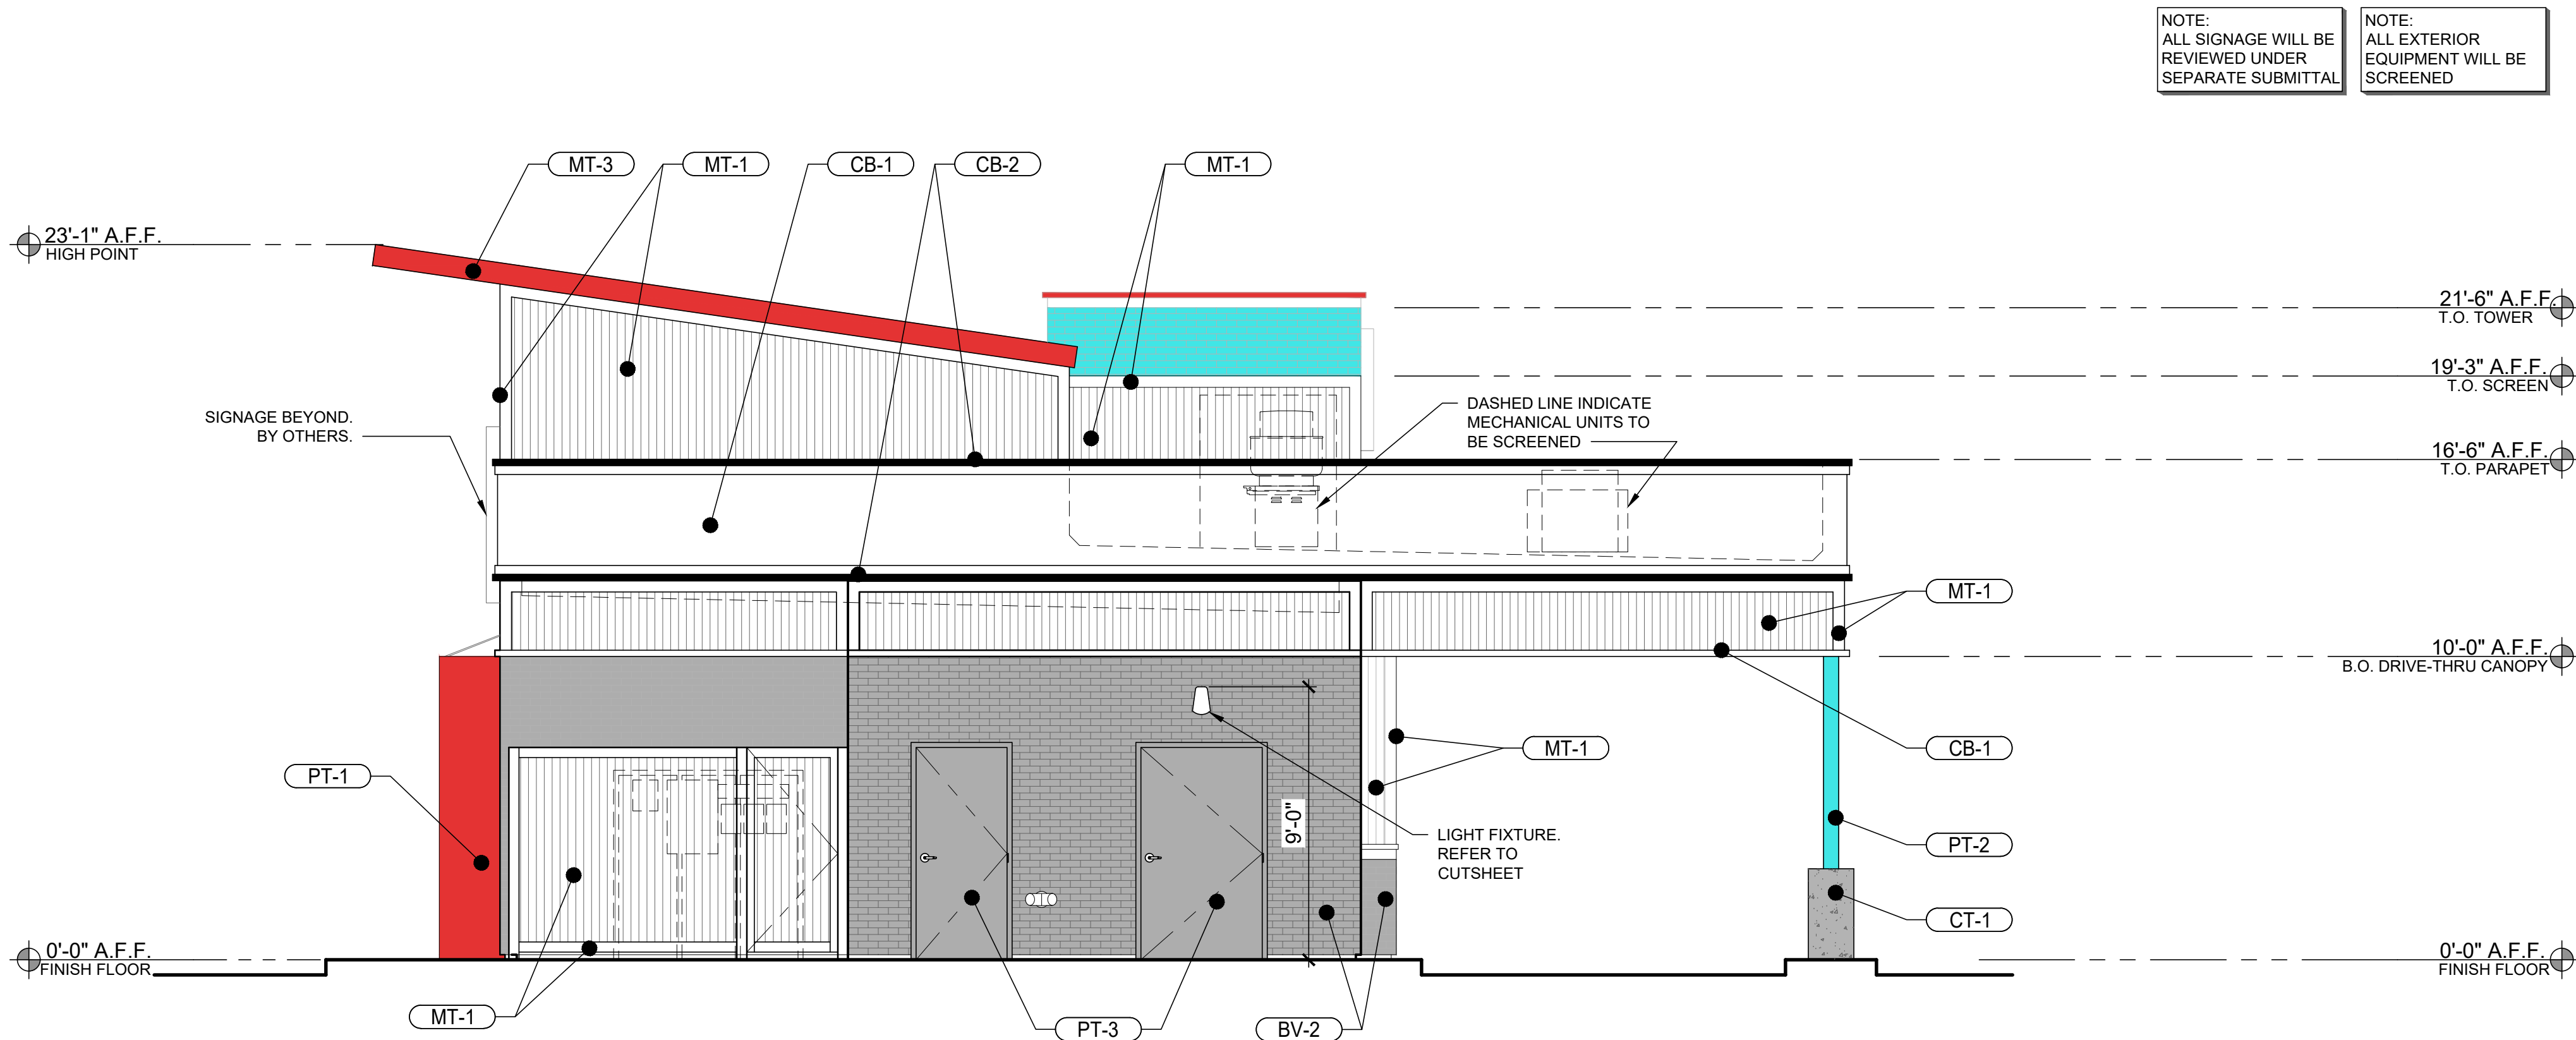 NOTE:
ALL SIGNAGE WILL BE
REVIEWED UNDER
SEPARATE SUBMITTAL
NOTE:
ALL EXTERIOR
EQUIPMENT WILL BE
SCREENED
MT-3
MT-1
CB-1
CB-2
MT-1
23'-1" A.F.F.
HIGH POINT
21'-6" A.F.F.
T.O. TOWER
19'-3" A.F.F.
T.O. SCREEN
SIGNAGE BEYOND.
BY OTHERS.
DASHED LINE INDICATE
MECHANICAL UNITS TO
BE SCREENED
16'-6" A.F.F.
T.O. PARAPET
MT-1
10'-0" A.F.F.
B.O. DRIVE-THRU CANOPY
PT-1
MT-1
CB-1
9'-0"
LIGHT FIXTURE.
REFER TO
CUTSHEET
PT-2
CT-1
0'-0" A.F.F.
FINISH FLOOR
0'-0" A.F.F.
FINISH FLOOR
MT-1
PT-3
BV-2